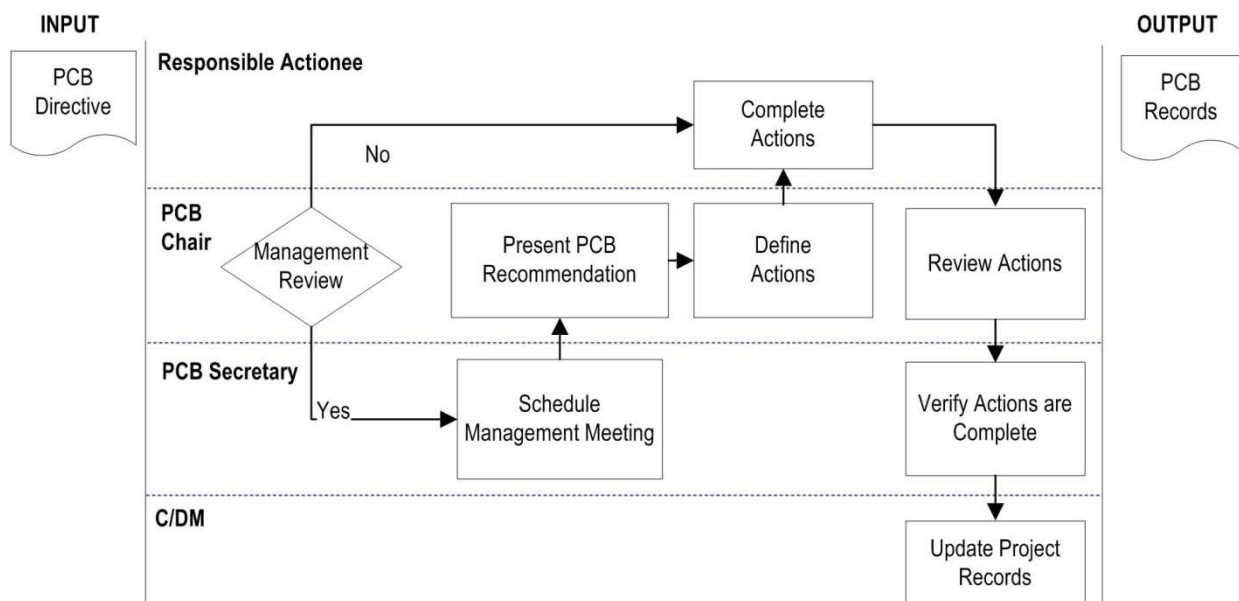 INPUT
OUTPUT
PCB
Directive
Responsible Actionee
PCB
Records
Complete
Actions
No
PCB
Chair
Management
Review
Present PCB
Recommendation
Define
Actions
Review Actions
PCB Secretary
Yes
Schedule
Management Meeting
Verify Actions are
Complete
C/DM
Update Project
Records